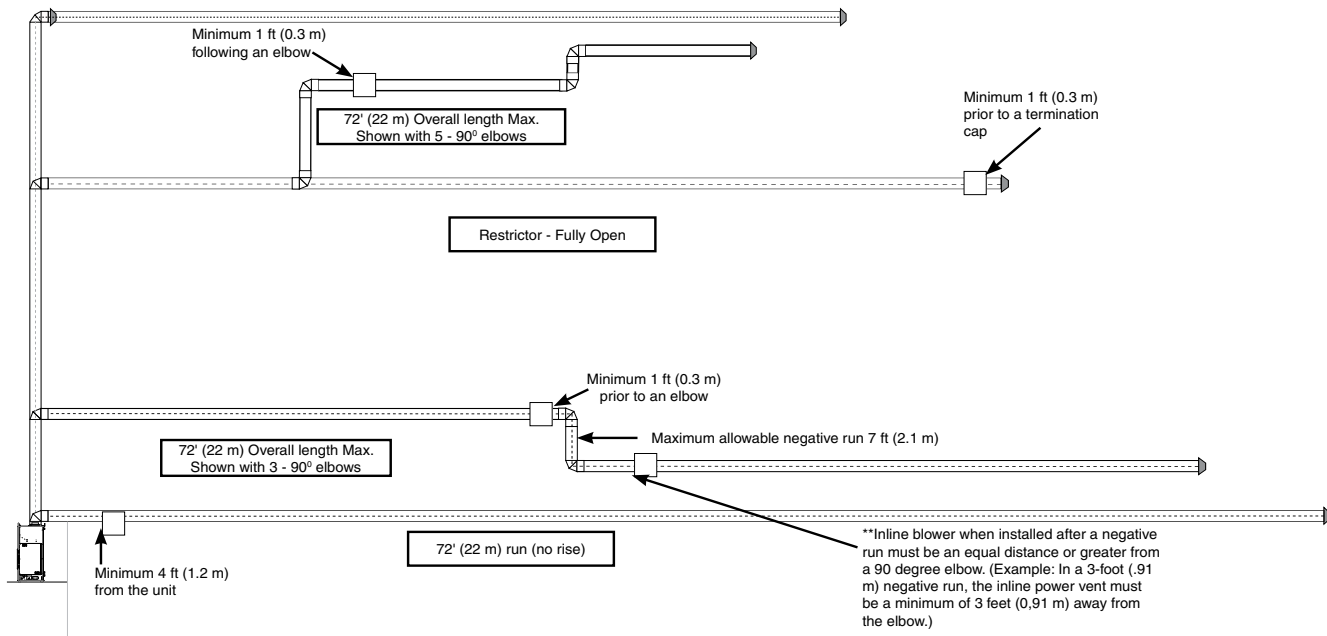 Minimum 1 ft (0.3 m)
following an elbow
72' (22 m) Overall length Max.
Shown with 5 - 90⁰ elbows
Minimum 1 ft (0.3 m)
prior to a termination
cap
Restrictor - Fully Open
Minimum 1 ft (0.3 m)
prior to an elbow
Maximum allowable negative run 7 ft (2.1 m)
72' (22 m) Overall length Max.
Shown with 3 - 90⁰ elbows
72' (22 m) run (no rise)
Minimum 4 ft (1.2 m)
from the unit
**Inline blower when installed after a negative
run must be an equal distance or greater from
a 90 degree elbow. (Example: In a 3-foot (.91
m) negative run, the inline power vent must
be a minimum of 3 feet (0,91 m) away from
the elbow.)